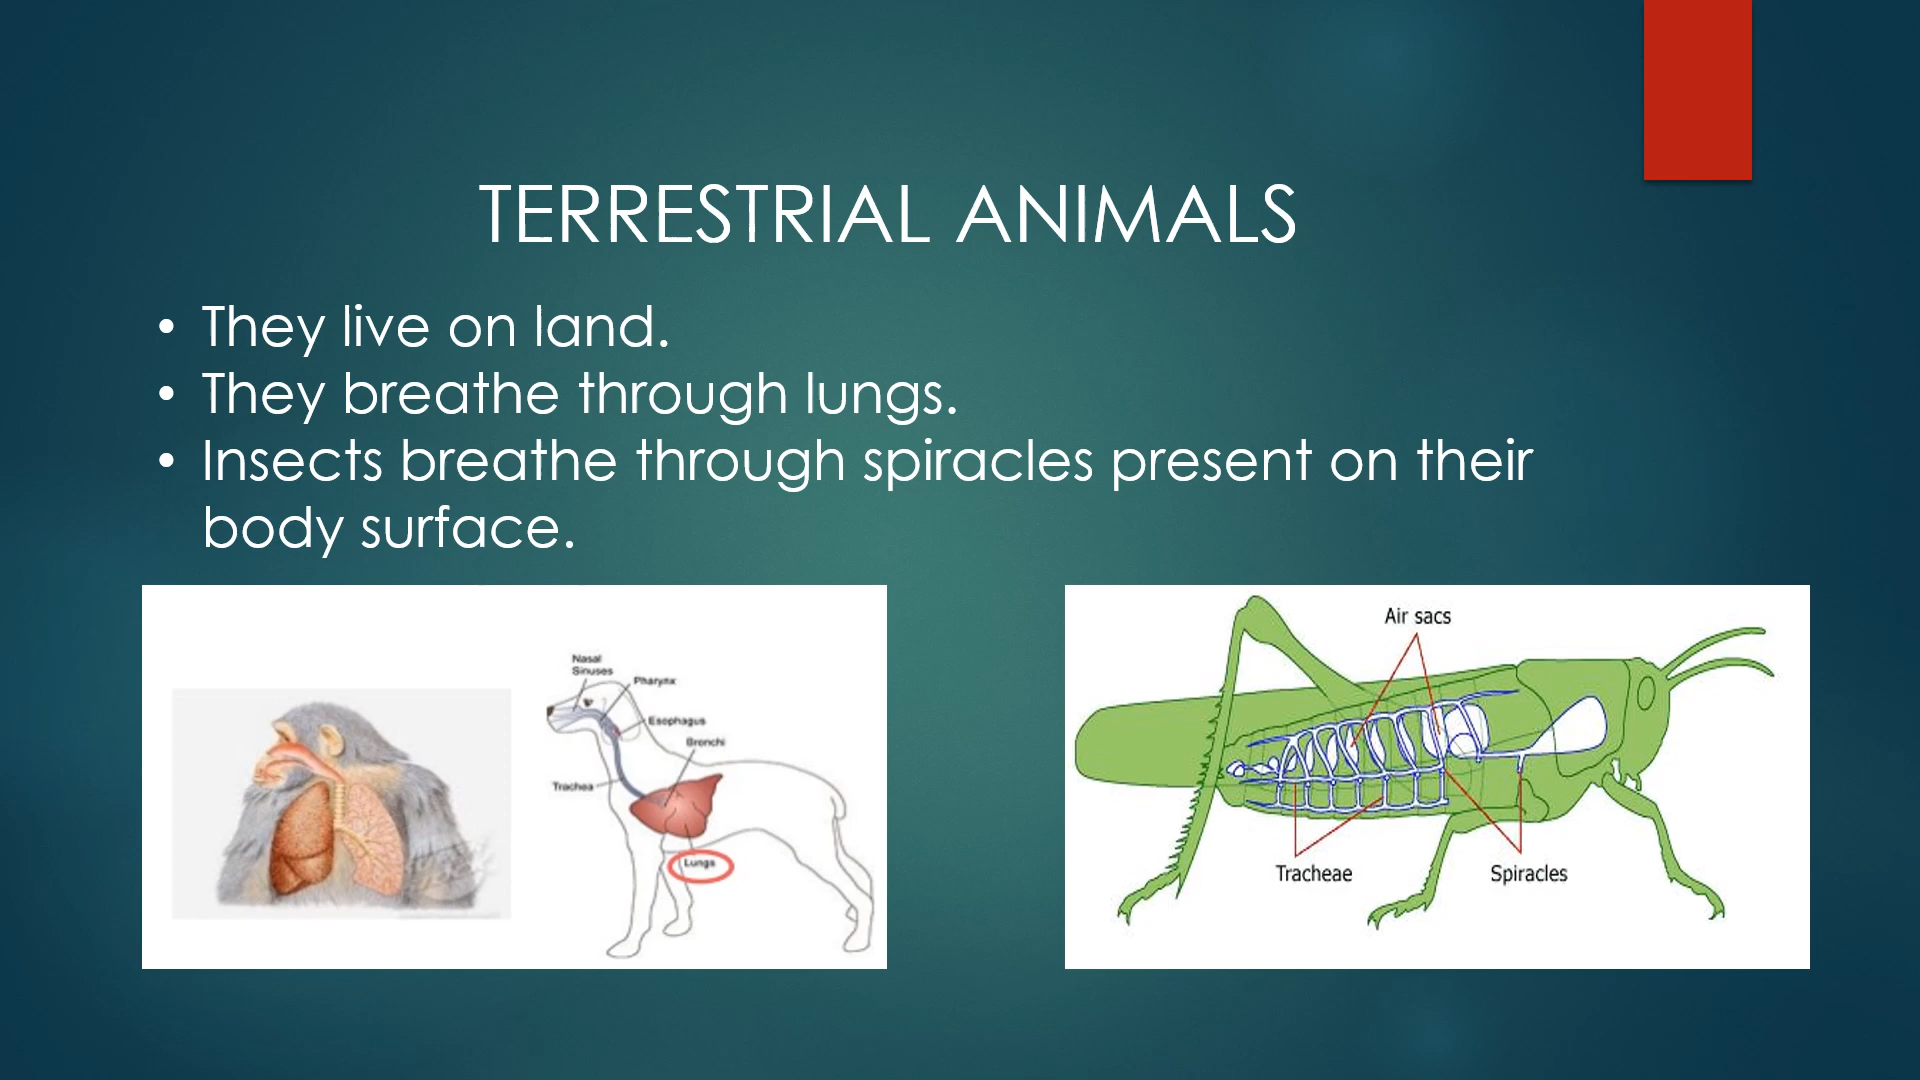 TERRESTRIAL ANIMALS
• They live on land.
• They breathe through lungs.
• Insects breathe through spiracles present on their
body surface.
Nasal
Sinuses
Pharynx
Esophagus
Bronchi
Trachea
Lungs
Air sacs
Tracheae
Spiracles